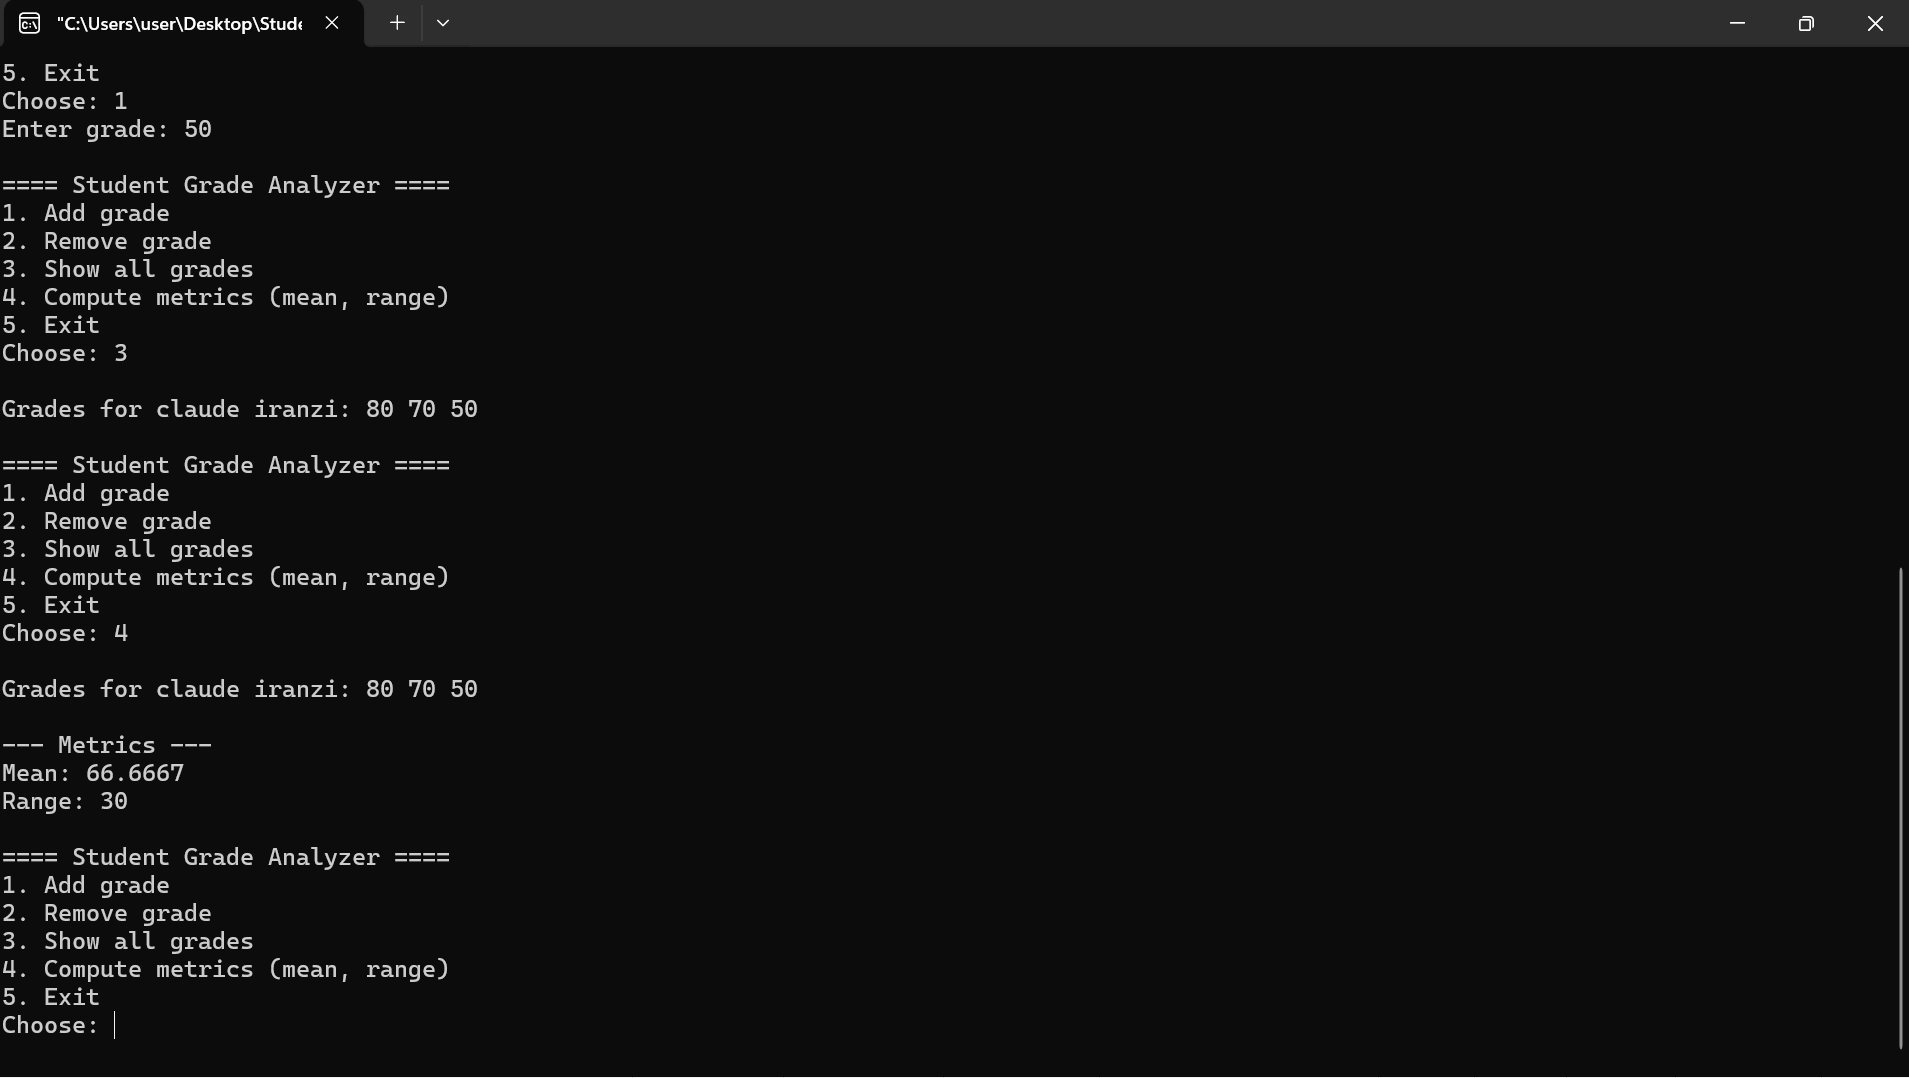 "C:\Users\user\Desktop\Stude
5. Exit
Choose: 1
Enter grade: 50
==== Student Grade Analyzer ====
1. Add grade
2. Remove grade
3. Show all grades
4. Compute metrics (mean, range)
5. Exit
Choose: 3
Grades for claude iranzi: 80 70 50
==== Student Grade Analyzer ====
1. Add grade
2. Remove grade
3. Show all grades
4. Compute metrics (mean, range)
5. Exit
Choose: 4
Grades for claude iranzi: 80 70 50
--- Metrics ---
Mean: 66.6667
Range: 30
==== Student Grade Analyzer ====
1. Add grade
2. Remove grade
3. Show all grades
4. Compute metrics (mean, range)
5. Exit
Choose: